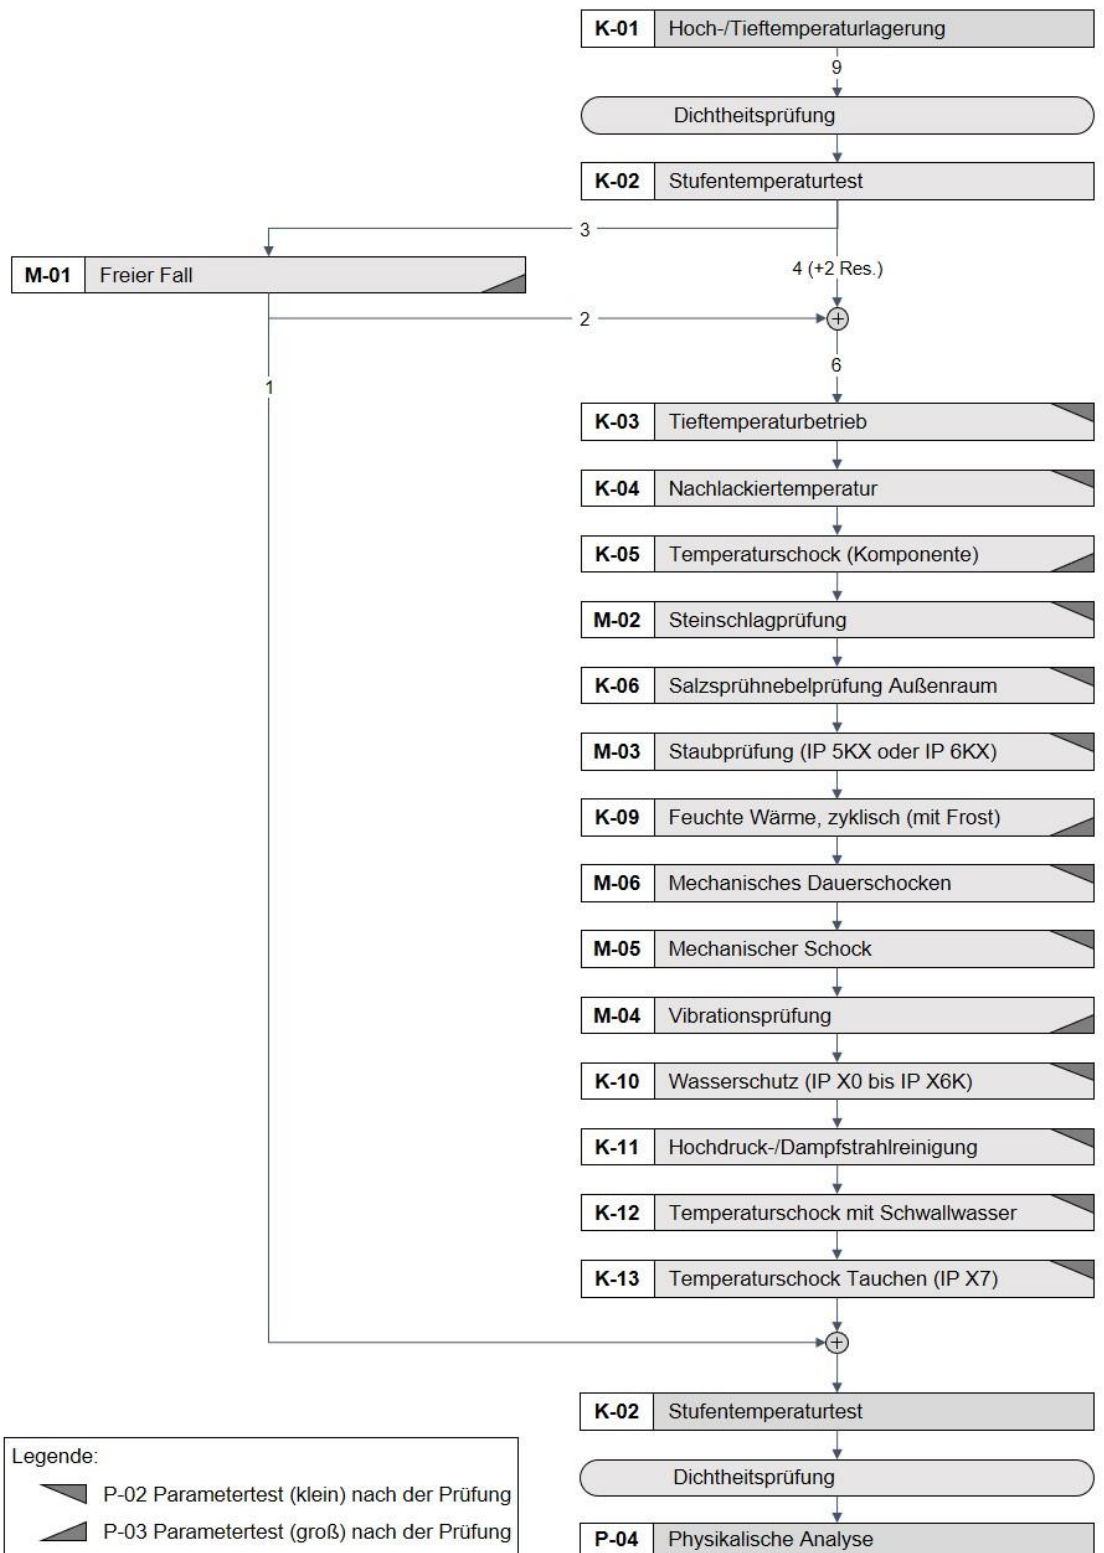 K-01 Hoch-/Tieftemperaturlagerung
9
Dichtheitsprüfung
K-02 Stufentemperaturtest
3
M-01 Freier Fall
4 (+2 Res.)
2
+
6
1
K-03 Tieftemperaturbetrieb
K-04 Nachlackiertemperatur
K-05 Temperaturschock (Komponente)
M-02 Steinschlagprüfung
K-06 Salzsprühnebelprüfung Außenraum
M-03 Staubprüfung (IP 5KX oder IP 6KX)
K-09 Feuchte Wärme, zyklisch (mit Frost)
M-06 Mechanisches Dauerschocken
M-05 Mechanischer Schock
M-04 Vibrationsprüfung
K-10 Wasserschutz (IP X0 bis IP X6K)
K-11 Hochdruck-/Dampfstrahlreinigung
K-12 Temperaturschock mit Schwallwasser
K-13 Temperaturschock Tauchen (IP X7)
+
K-02 Stufentemperaturtest
Dichtheitsprüfung
P-04 Physikalische Analyse
Legende:
P-02 Parametertest (klein) nach der Prüfung
P-03 Parametertest (groß) nach der Prüfung